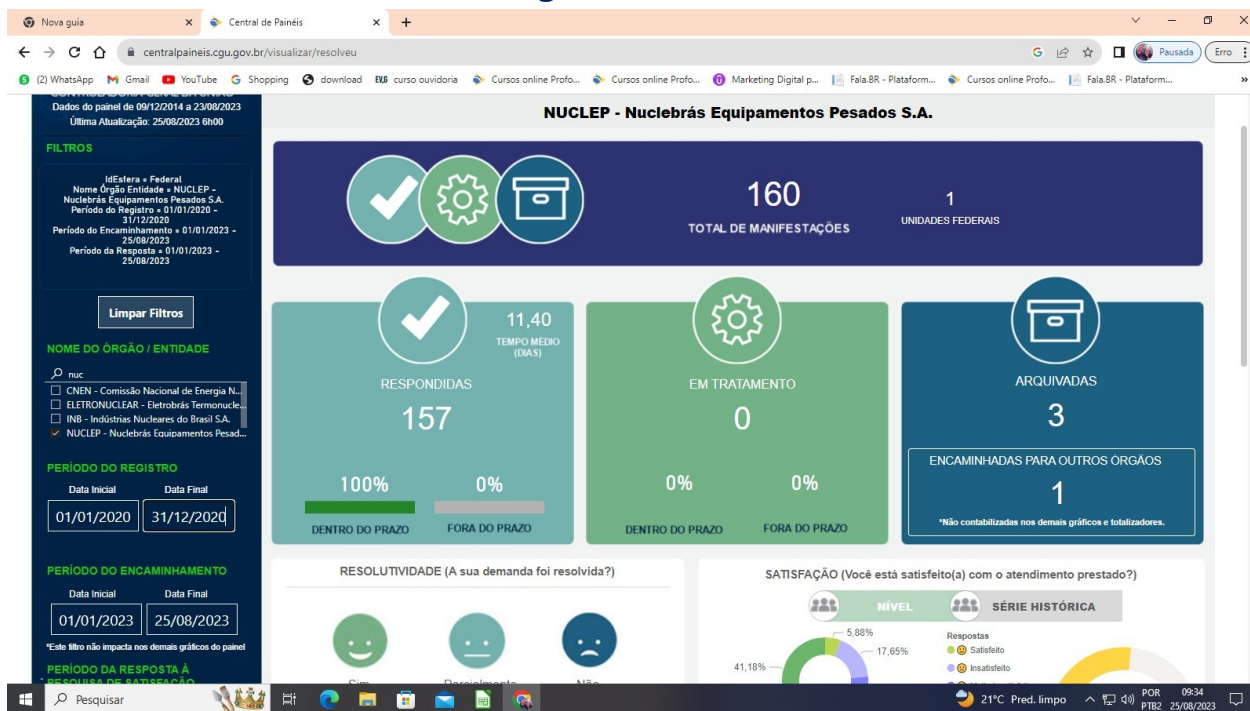 Nova guia
Central de Painéis
centralpaineis.cgu.gov.br/visualizar/resolveu
Pausada
Erro
(2) WhatsApp
Gmail
YouTube
Shopping
download
EV.G curso ouvidoria
Cursos online Profo...
Cursos online Profo...
Marketing Digital p...
Fala.BR - Plataform...
Cursos online Profo...
Fala.BR - Plataform...
»
CONTROLADORIA-GERAL DA UNIÃO
Dados do painel de 09/12/2014 a 23/08/2023
Última Atualização: 25/08/2023 6h00
FILTROS
IdEsfera = Federal
Nome Órgão Entidade = NUCLEP -
Nuclebrás Equipamentos Pesados S.A.
Período do Registro = 01/01/2020 -
31/12/2020
Período do Encaminhamento = 01/01/2023 -
25/08/2023
Período da Resposta = 01/01/2023 -
25/08/2023
Limpar Filtros
NOME DO ÓRGÃO / ENTIDADE
nuc
CNEN - Comissão Nacional de Energia N...
ELETRONUCLEAR - Eletrobrás Termonucle...
INB - Indústrias Nucleares do Brasil S.A.
NUCLEP - Nuclebrás Equipamentos Pesad...
PERÍODO DO REGISTRO
Data Inicial Data Final
01/01/2020 31/12/2020
PERÍODO DO ENCAMINHAMENTO
Data Inicial Data Final
01/01/2023 25/08/2023
*Este filtro não impacta nos demais gráficos do painel
PERÍODO DA RESPOSTA À
PESQUISA DE SATISFAÇÃO
NUCLEP - Nuclebrás Equipamentos Pesados S.A.
160
TOTAL DE MANIFESTAÇÕES
1
UNIDADES FEDERAIS
11,40
TEMPO MÉDIO
(DIAS)
RESPONDIDAS
157
100% 0%
DENTRO DO PRAZO FORA DO PRAZO
EM TRATAMENTO
0
0% 0%
DENTRO DO PRAZO FORA DO PRAZO
ARQUIVADAS
3
ENCAMINHADAS PARA OUTROS ÓRGÃOS
1
*Não contabilizadas nos demais gráficos e totalizadores.
RESOLUTIVIDADE (A sua demanda foi resolvida?)
Sim Parcialmente Não
SATISFAÇÃO (Você está satisfeito(a) com o atendimento prestado?)
NÍVEL SÉRIE HISTÓRICA
5,88%
17,65%
41,18%
Respostas
Satisfeito
Insatisfeito
Pesquisar
21°C Pred. limpo
POR
PTB2
09:34
25/08/2023